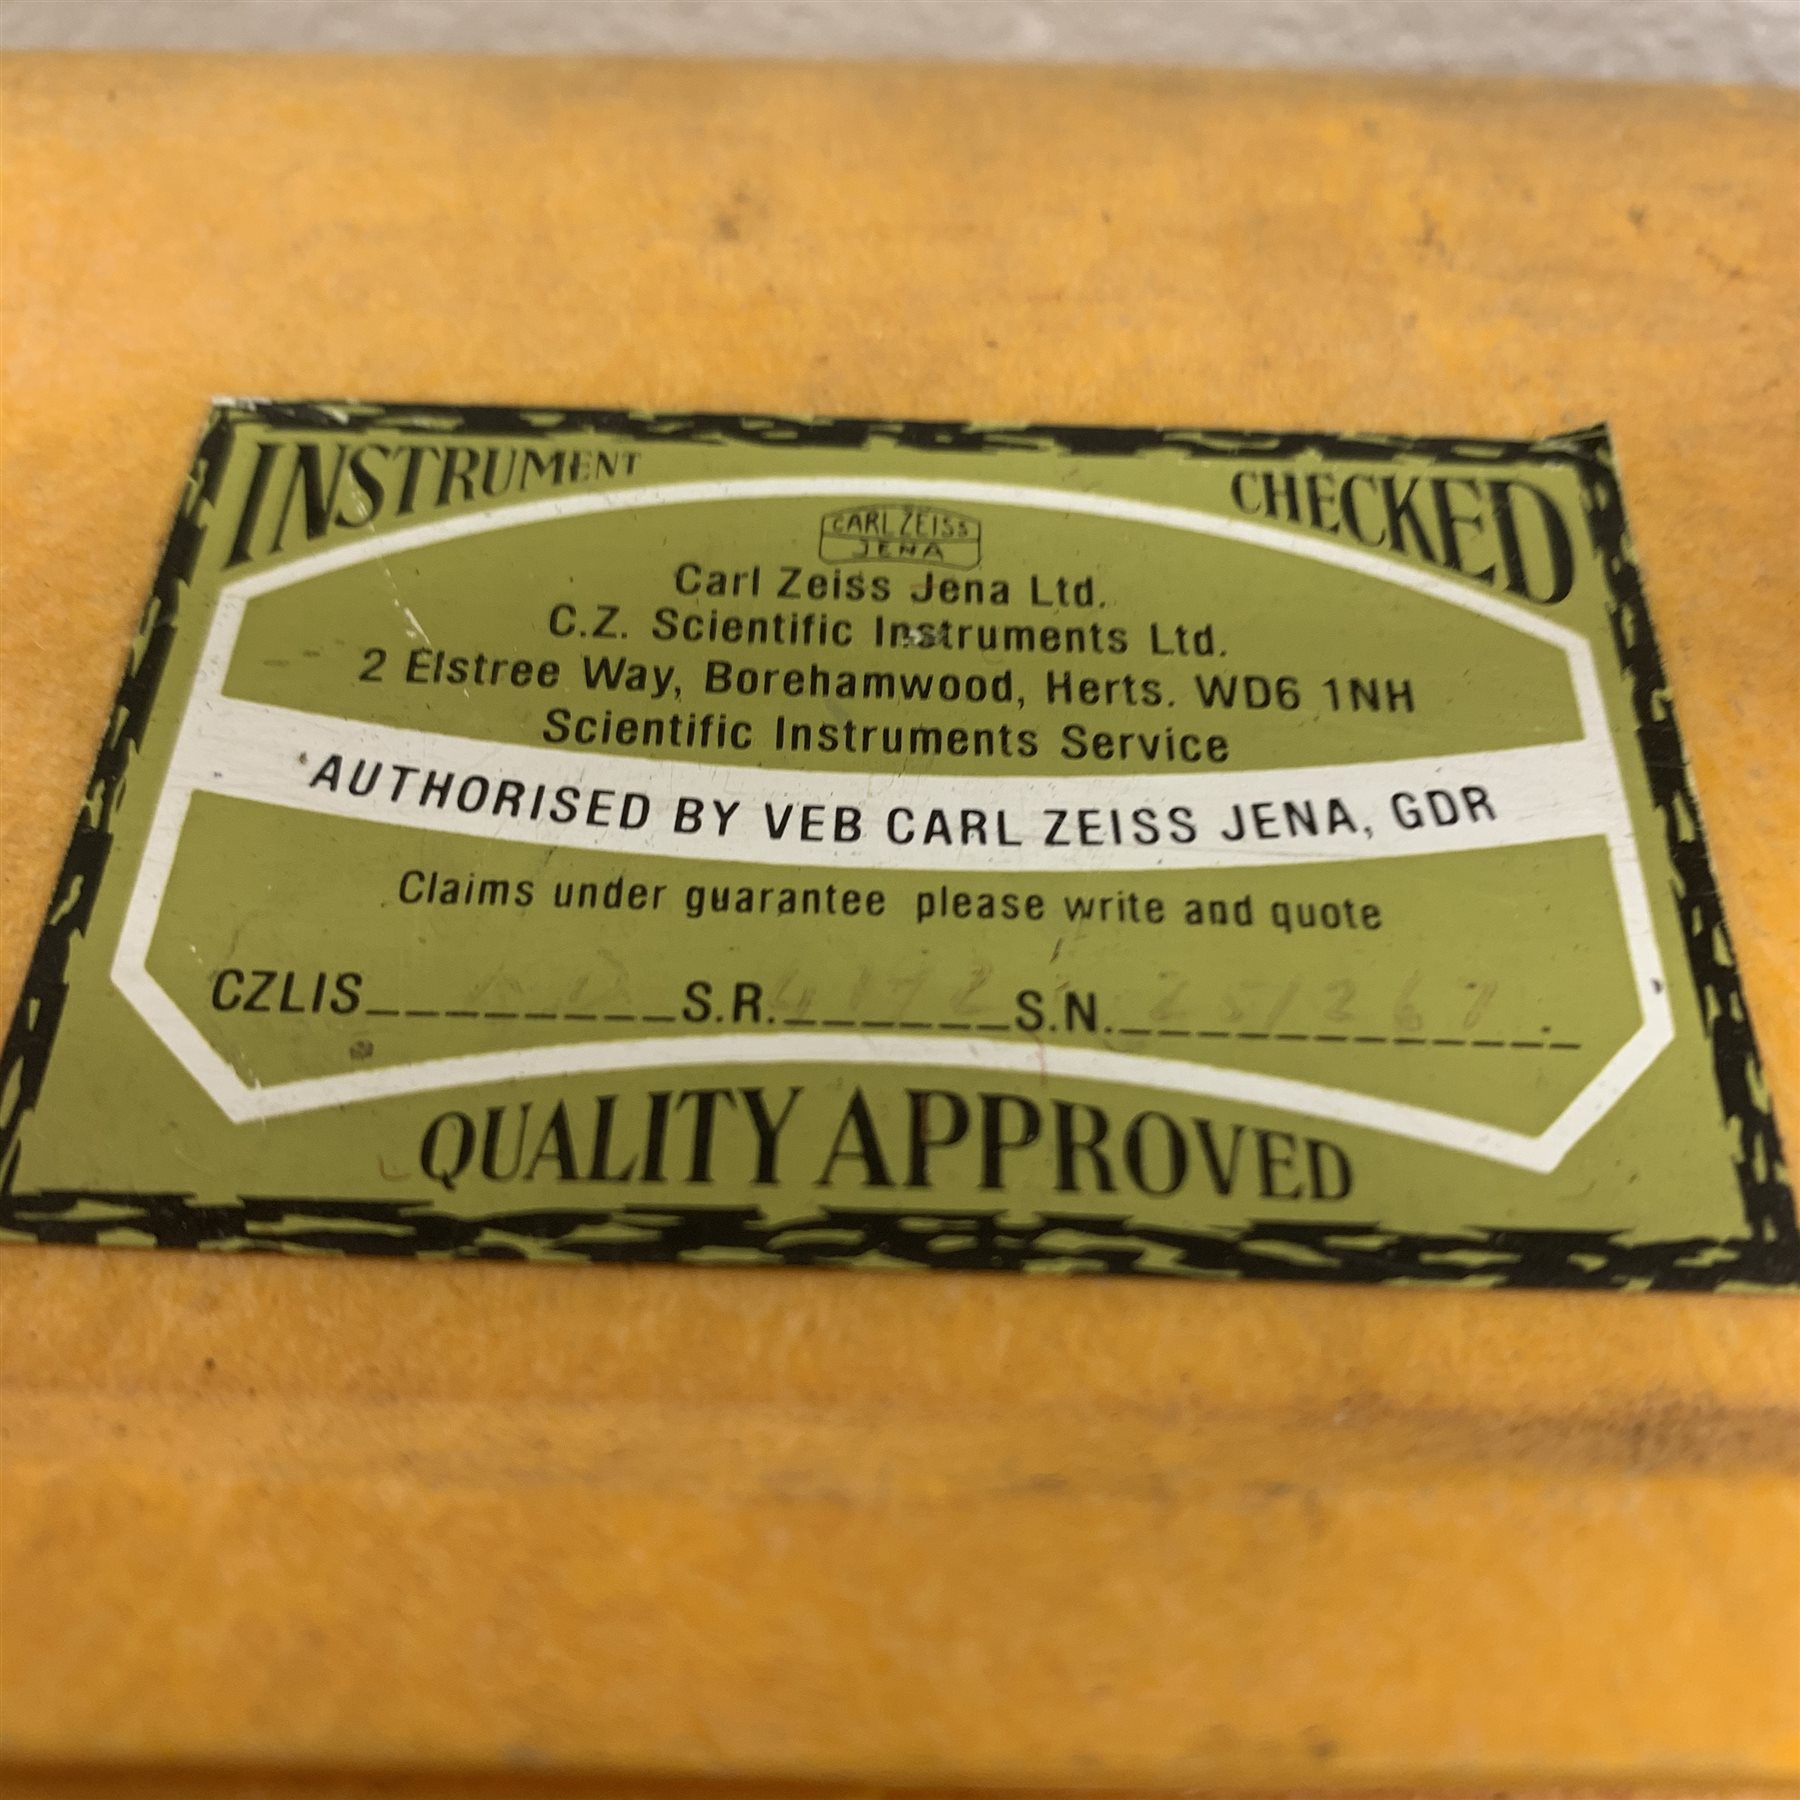 INSTRUMENT CHECKED
CARL ZEISS
JENA
Carl Zeiss Jena Ltd.
C.Z. Scientific Instruments Ltd.
2 Elstree Way, Borehamwood, Herts. WD6 1NH
Scientific Instruments Service
AUTHORISED BY VEB CARL ZEISS JENA, GDR
Claims under guarantee please write and quote
CZLIS S.R. S.N.
QUALITY APPROVED